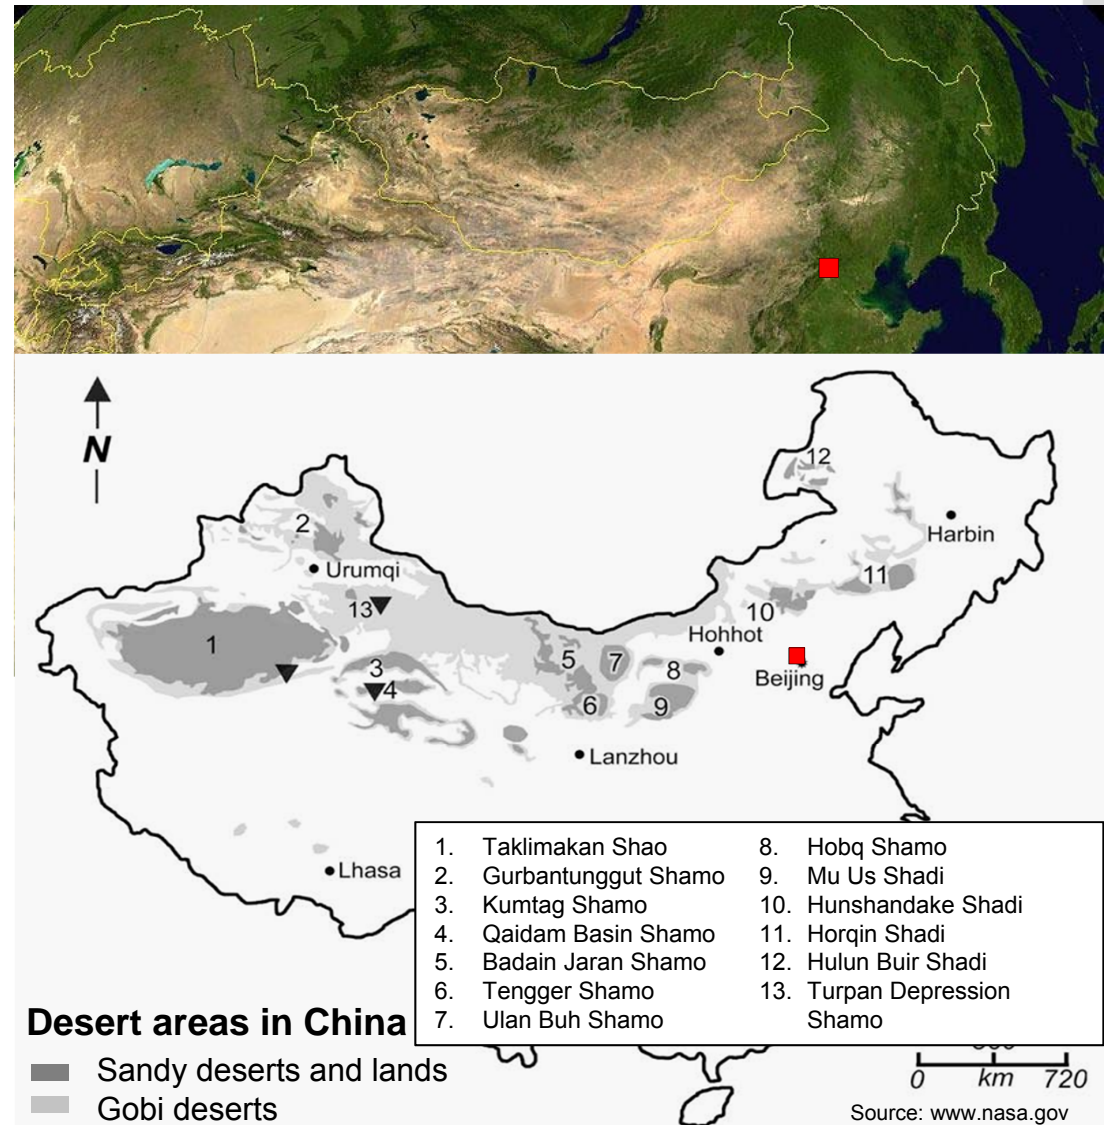 N
12
Harbin
2
Urumqi
11
13
10
Hohhot
1
5
7
8
3
Beijing
4
6
9
Lanzhou
Lhasa
1. Taklimakan Shao
2. Gurbantunggut Shamo
3. Kumtag Shamo
4. Qaidam Basin Shamo
5. Badain Jaran Shamo
6. Tengger Shamo
7. Ulan Buh Shamo
8. Hobq Shamo
9. Mu Us Shadi
10. Hunshandake Shadi
11. Horqin Shadi
12. Hulun Buir Shadi
13. Turpan Depression
Shamo
Desert areas in China
Sandy deserts and lands
Gobi deserts
0 km 720
Source: www.nasa.gov